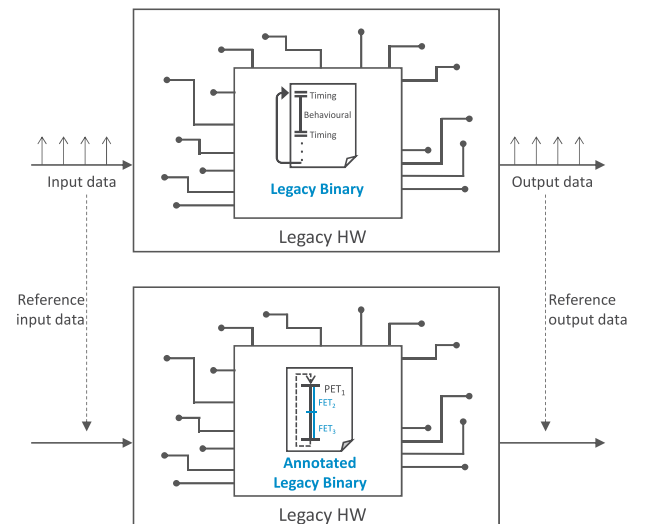 Timing
Behavioural
Timing
Legacy Binary
Input data
Output data
Legacy HW
Reference
input data
Reference
output data
PET1
FET2
FET3
Annotated
Legacy Binary
Legacy HW